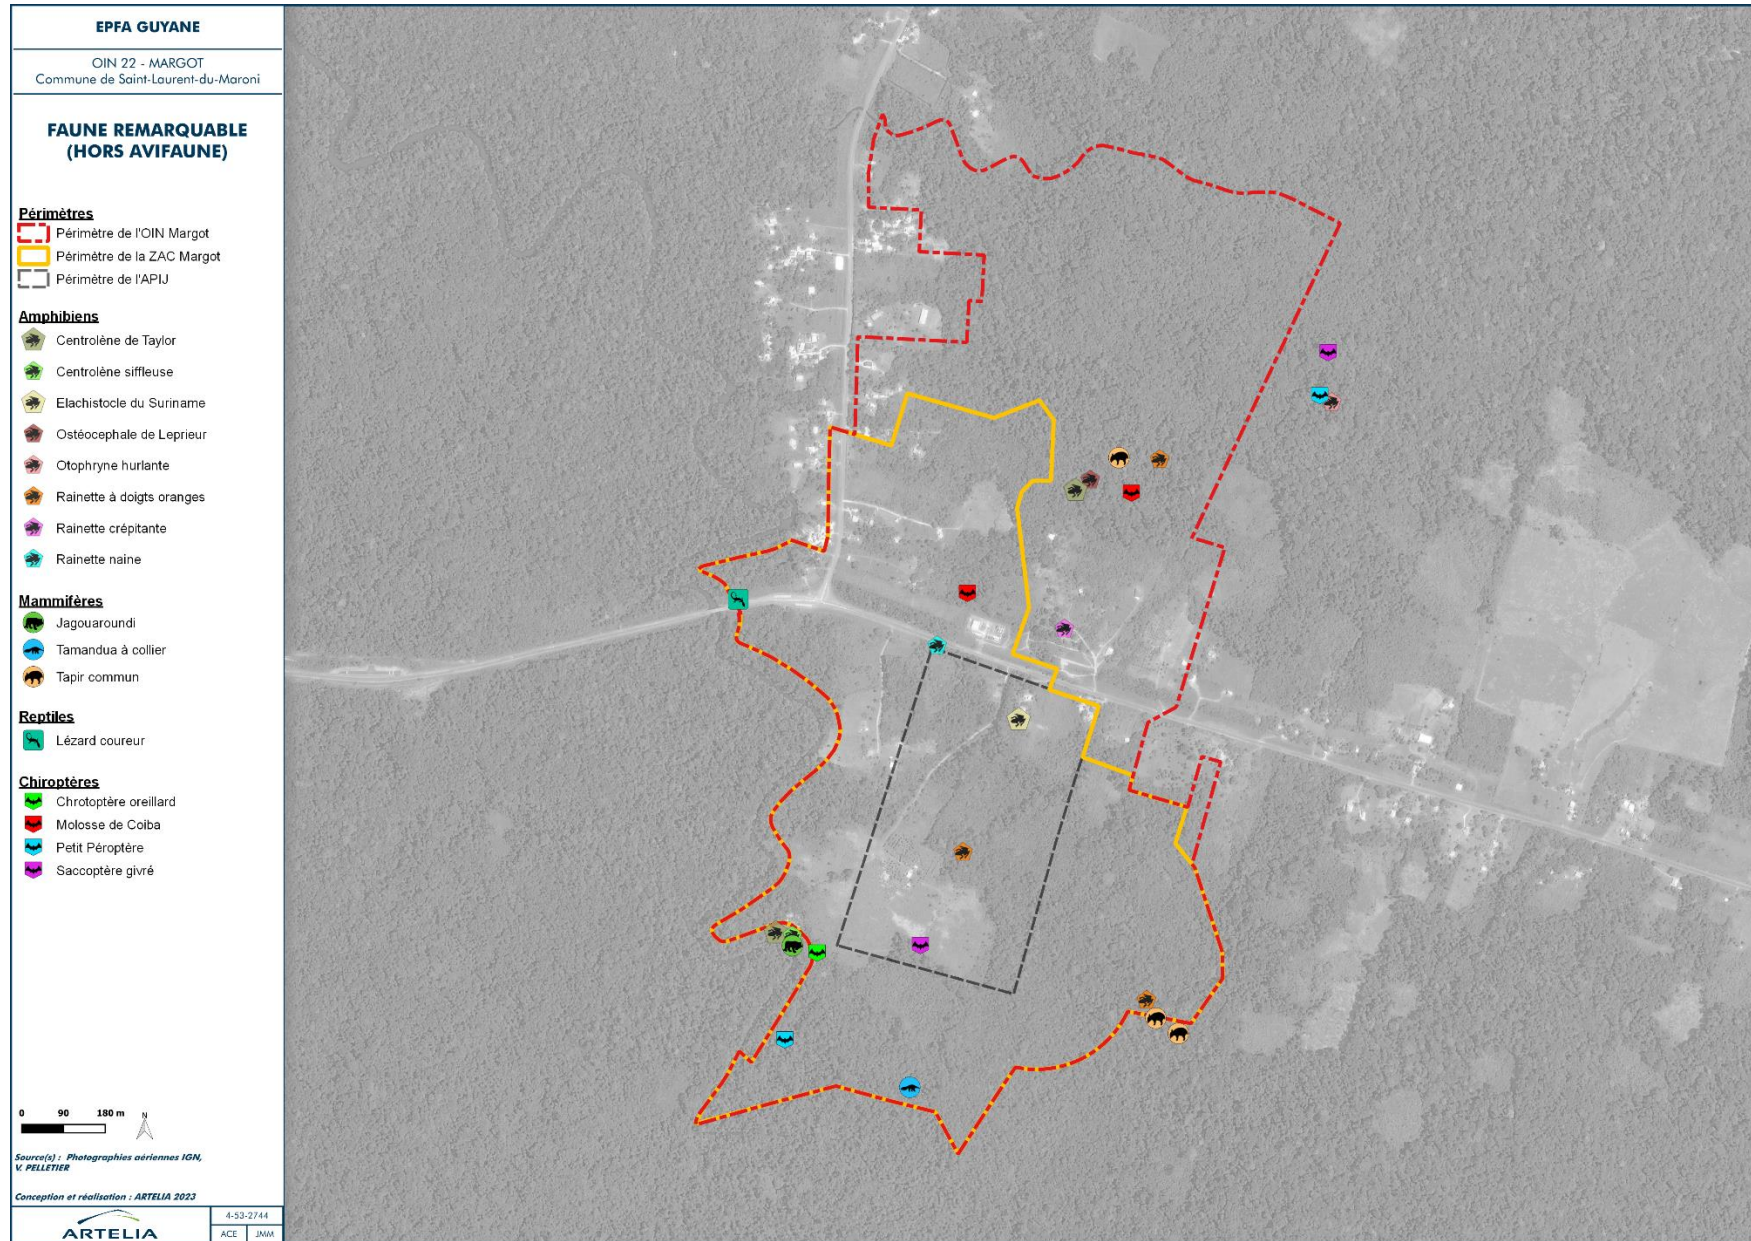 EPFA GUYANE
OIN 22 - MARGOT
Commune de Saint-Laurent-du-Maroni
FAUNE REMARQUABLE
(HORS AVIFAUNE)
Périmètres
Périmètre de l'OIN Margot
Périmètre de la ZAC Margot
Périmètre de l'APIJ
Amphibiens
Centrolène de Taylor
Centrolène siffleuse
Elachistocle du Suriname
Ostéocephale de Leprieur
Otophryne hurlante
Rainette à doigts oranges
Rainette crépitante
Rainette naine
Mammifères
Jagouaroundi
Tamandua à collier
Tapir commun
Reptiles
Lézard coureur
Chiroptères
Chrotoptère oreillard
Molosse de Coiba
Petit Péroptère
Saccoptère givré
0 90 180 m N
Source(s) : Photographies aériennes IGN,
V. PELLETIER
Conception et réalisation : ARTELIA 2023
ARTELIA
4-53-2744
ACE JMM